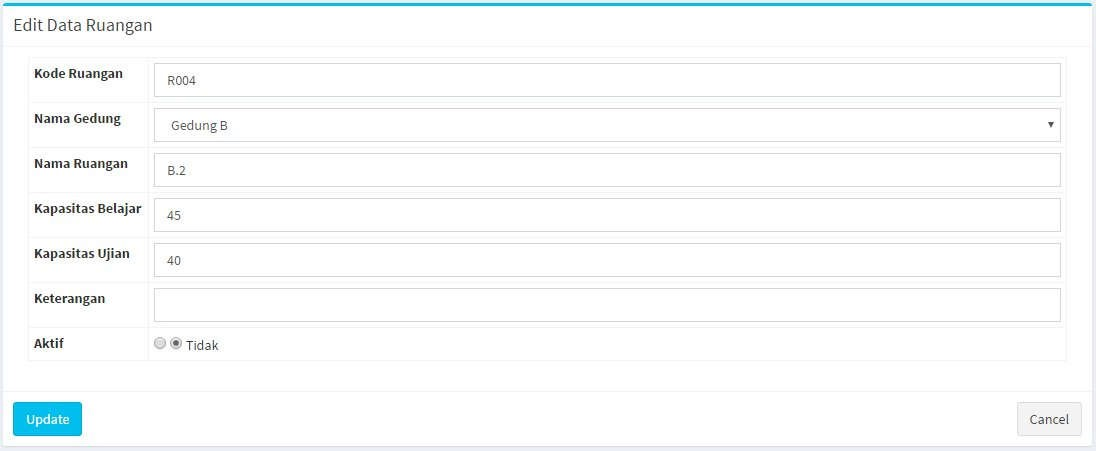 Edit Data Ruangan
Kode Ruangan R004
Nama Gedung Gedung B
Nama Ruangan B.2
Kapasitas Belajar 45
Kapasitas Ujian 40
Keterangan
Aktif Tidak
Update Cancel